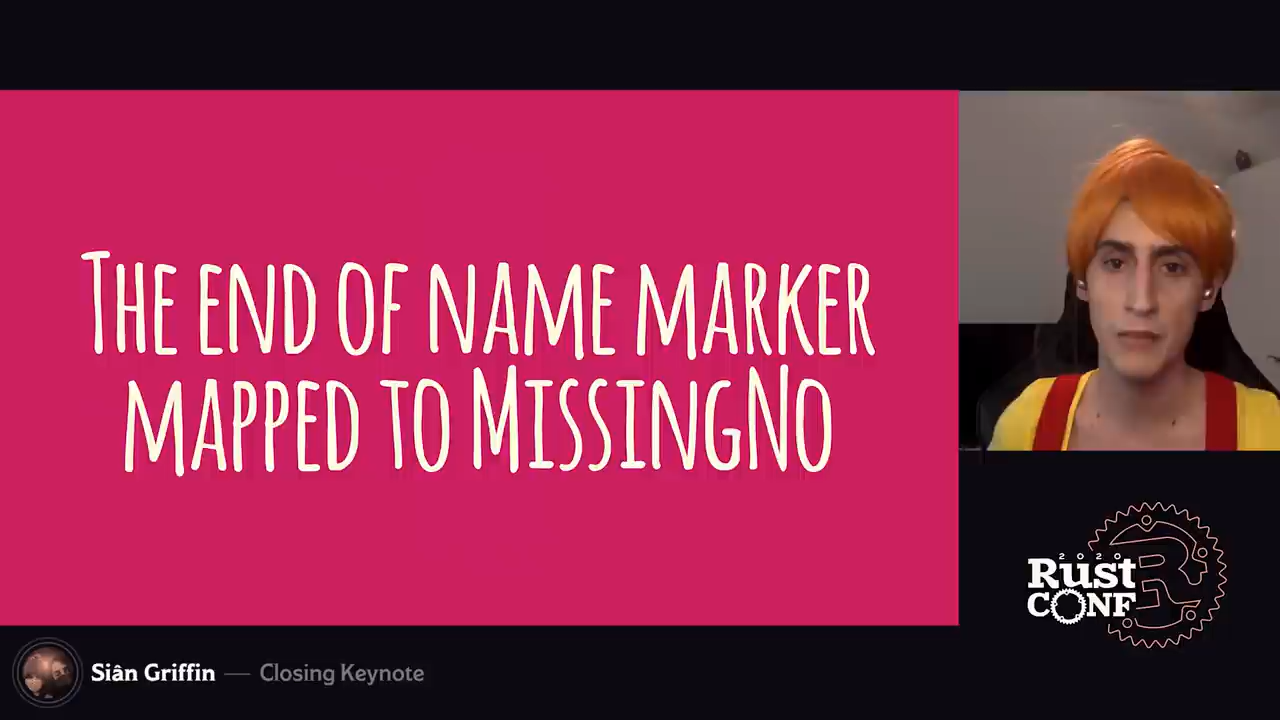 The end of name marker
mapped to MissingNo
2020
Rust
CONF
Siân Griffin — Closing Keynote